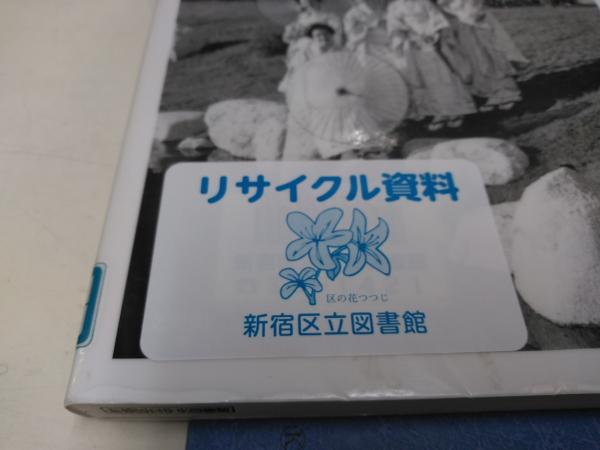 リサイクル資料
区の花つつじ
新宿区立図書館